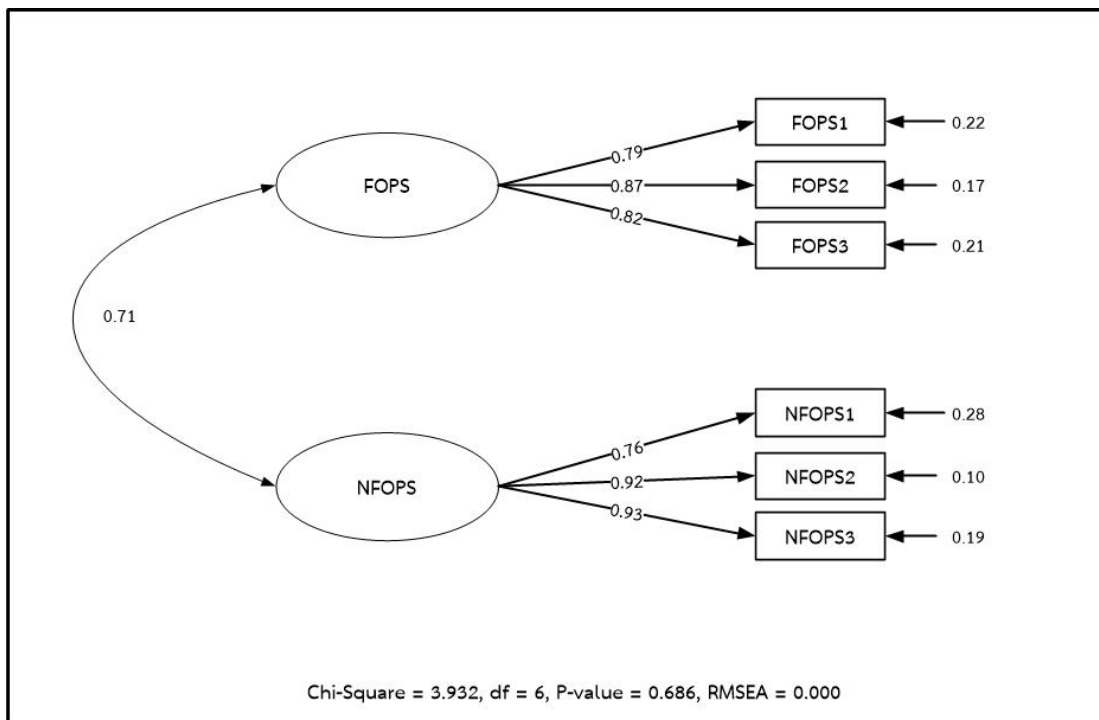 FOPS1
0.22
0.79
FOPS
0.87
FOPS2
0.17
0.82
FOPS3
0.21
0.71
NFOPS1
0.28
0.76
NFOPS
0.92
NFOPS2
0.10
0.93
NFOPS3
0.19
Chi-Square = 3.932, df = 6, P-value = 0.686, RMSEA = 0.000